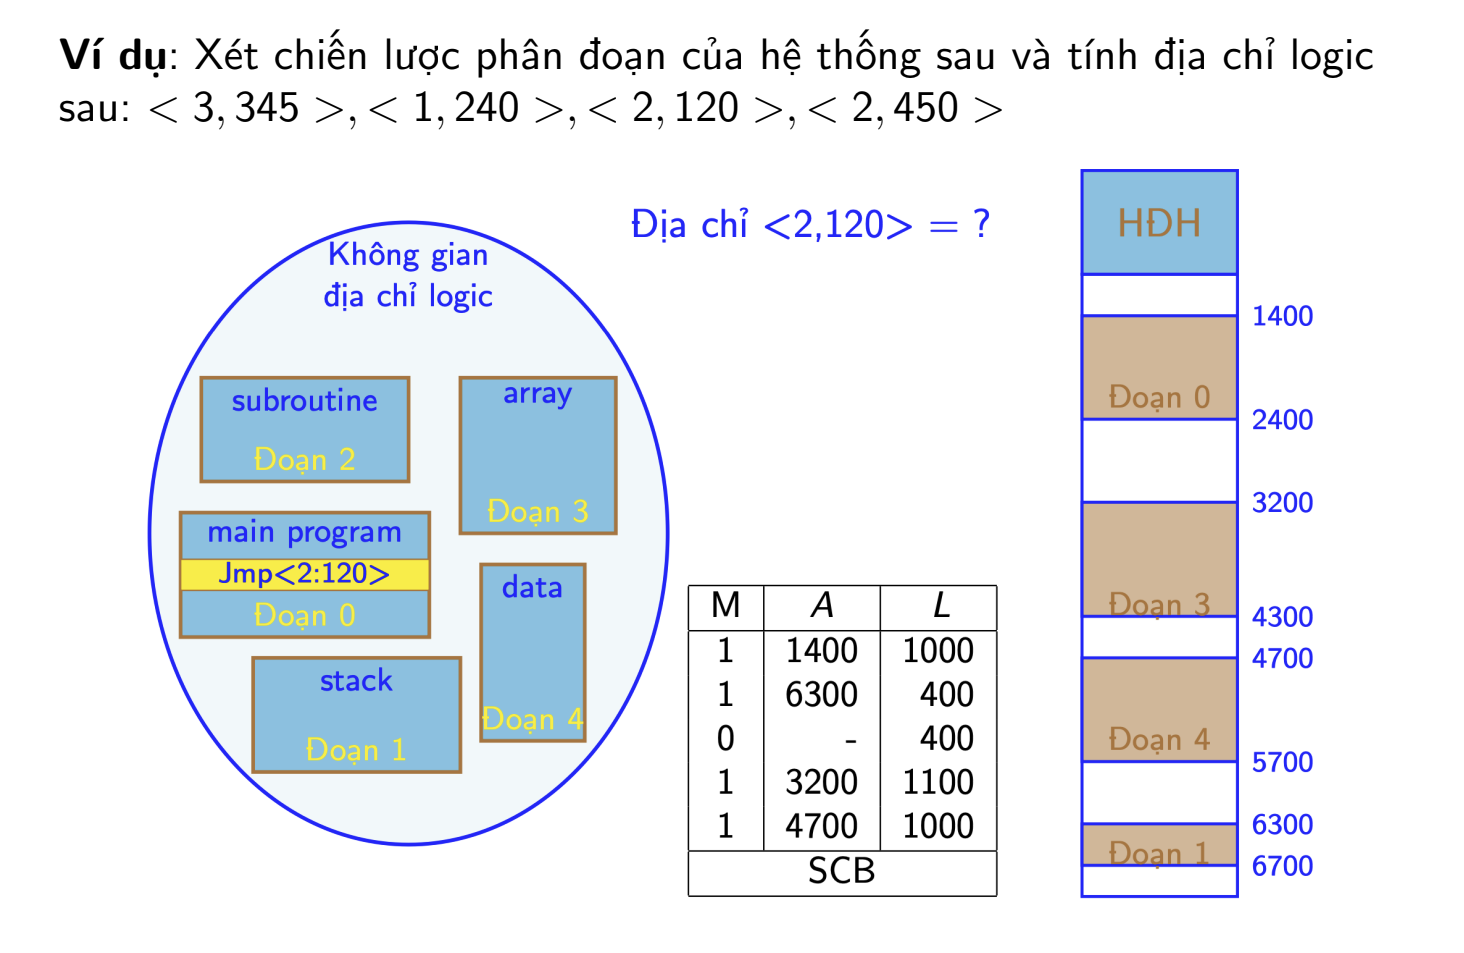 Ví dụ: Xét chiến lược phân đoạn của hệ thống sau và tính địa chỉ logic
sau: < 3, 345 >, < 1, 240 >, < 2, 120 >, < 2, 450 >
Địa chỉ <2,120> = ?
Không gian
địa chỉ logic
subroutine
Đoạn 2
array
Đoạn 3
main program
Jmp<2:120>
Đoạn 0
data
Đoạn 4
stack
Đoạn 1
M A L
1 1400 1000
1 6300 400
0 - 400
1 3200 1100
1 4700 1000
SCB
HĐH
1400
Đoạn 0
2400
3200
Đoạn 3
4300
4700
Đoạn 4
5700
6300
Đoạn 1
6700